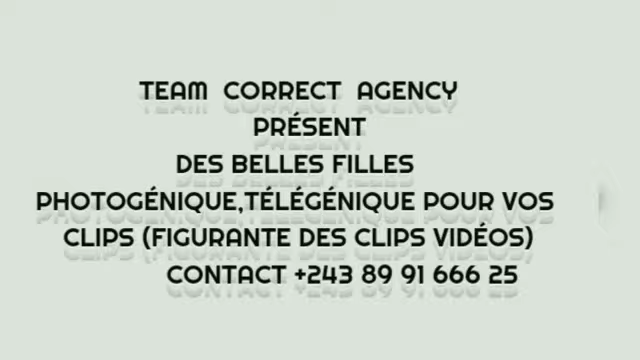 TEAM CORRECT AGENCY
PRÉSENT
DES BELLES FILLES
PHOTOGÉNIQUE,TÉLÉGÉNIQUE POUR VOS
CLIPS (FIGURANTE DES CLIPS VIDÉOS)
CONTACT +243 89 91 666 25